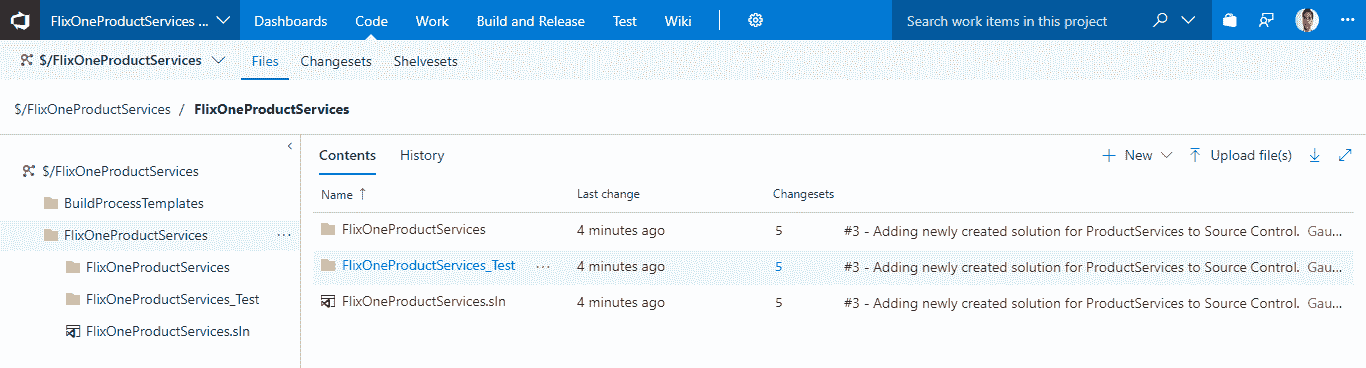 FlixOneProductServices ... Dashboards Code Work Build and Release Test Wiki Search work items in this project ...
$/FlixOneProductServices Files Changesets Shelvesets
$/FlixOneProductServices / FlixOneProductServices
Contents History + New Upload file(s)
$/FlixOneProductServices
BuildProcessTemplates
FlixOneProductServices ...
FlixOneProductServices
FlixOneProductServices_Test
FlixOneProductServices.sln
Name ↑ Last change Changesets
FlixOneProductServices 4 minutes ago 5 #3 - Adding newly created solution for ProductServices to Source Control. Gau...
FlixOneProductServices_Test ... 4 minutes ago 5 #3 - Adding newly created solution for ProductServices to Source Control. Gau...
FlixOneProductServices.sln 4 minutes ago 5 #3 - Adding newly created solution for ProductServices to Source Control. Gau...